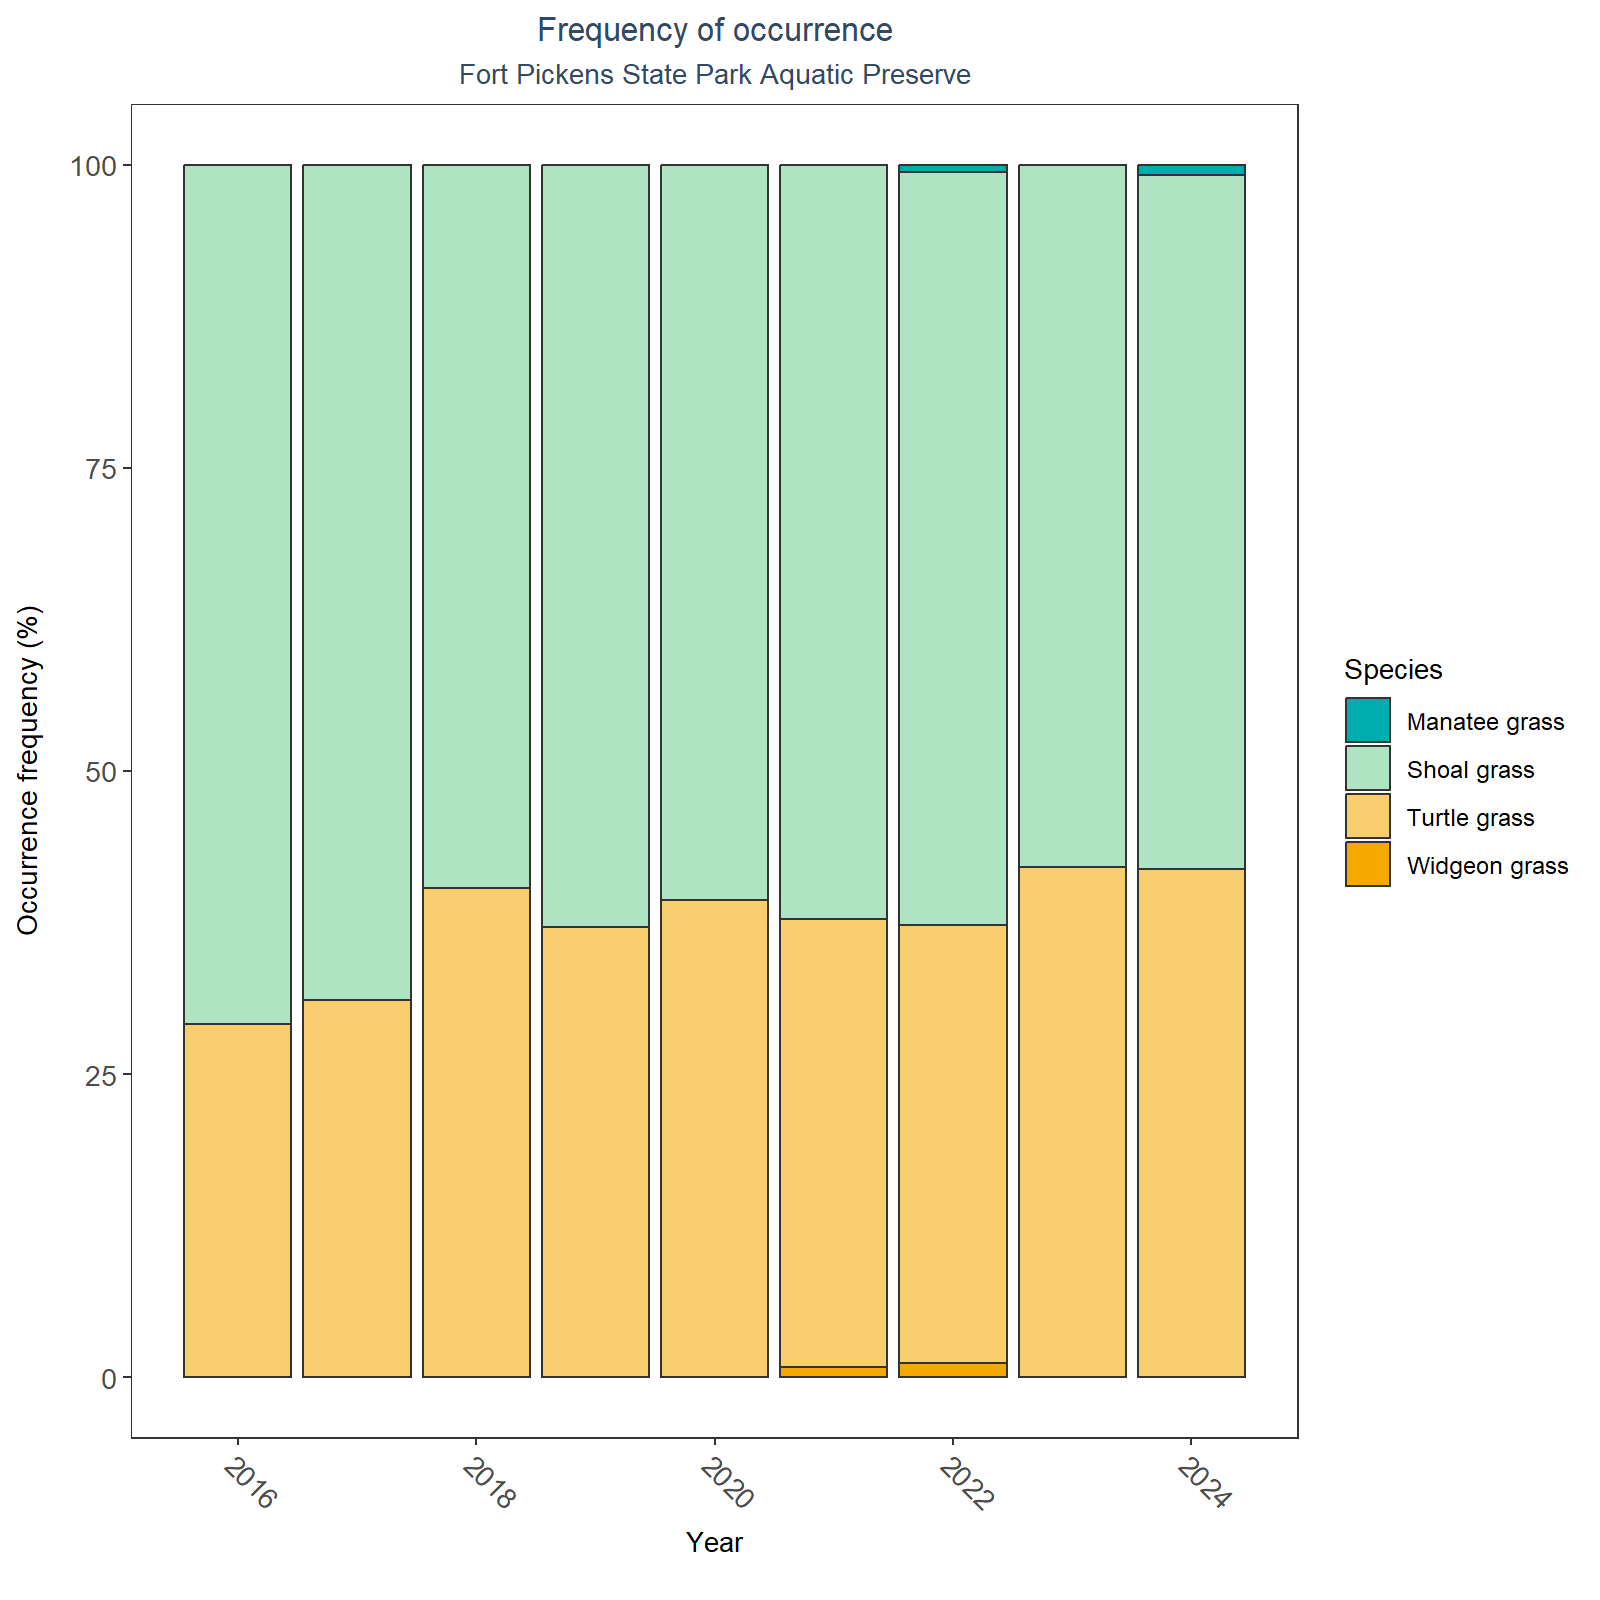 Frequency of occurrence
Fort Pickens State Park Aquatic Preserve
Occurrence frequency (%)
100
75
50
25
0
2016
2018
2020
2022
2024
Year
Species
Manatee grass
Shoal grass
Turtle grass
Widgeon grass